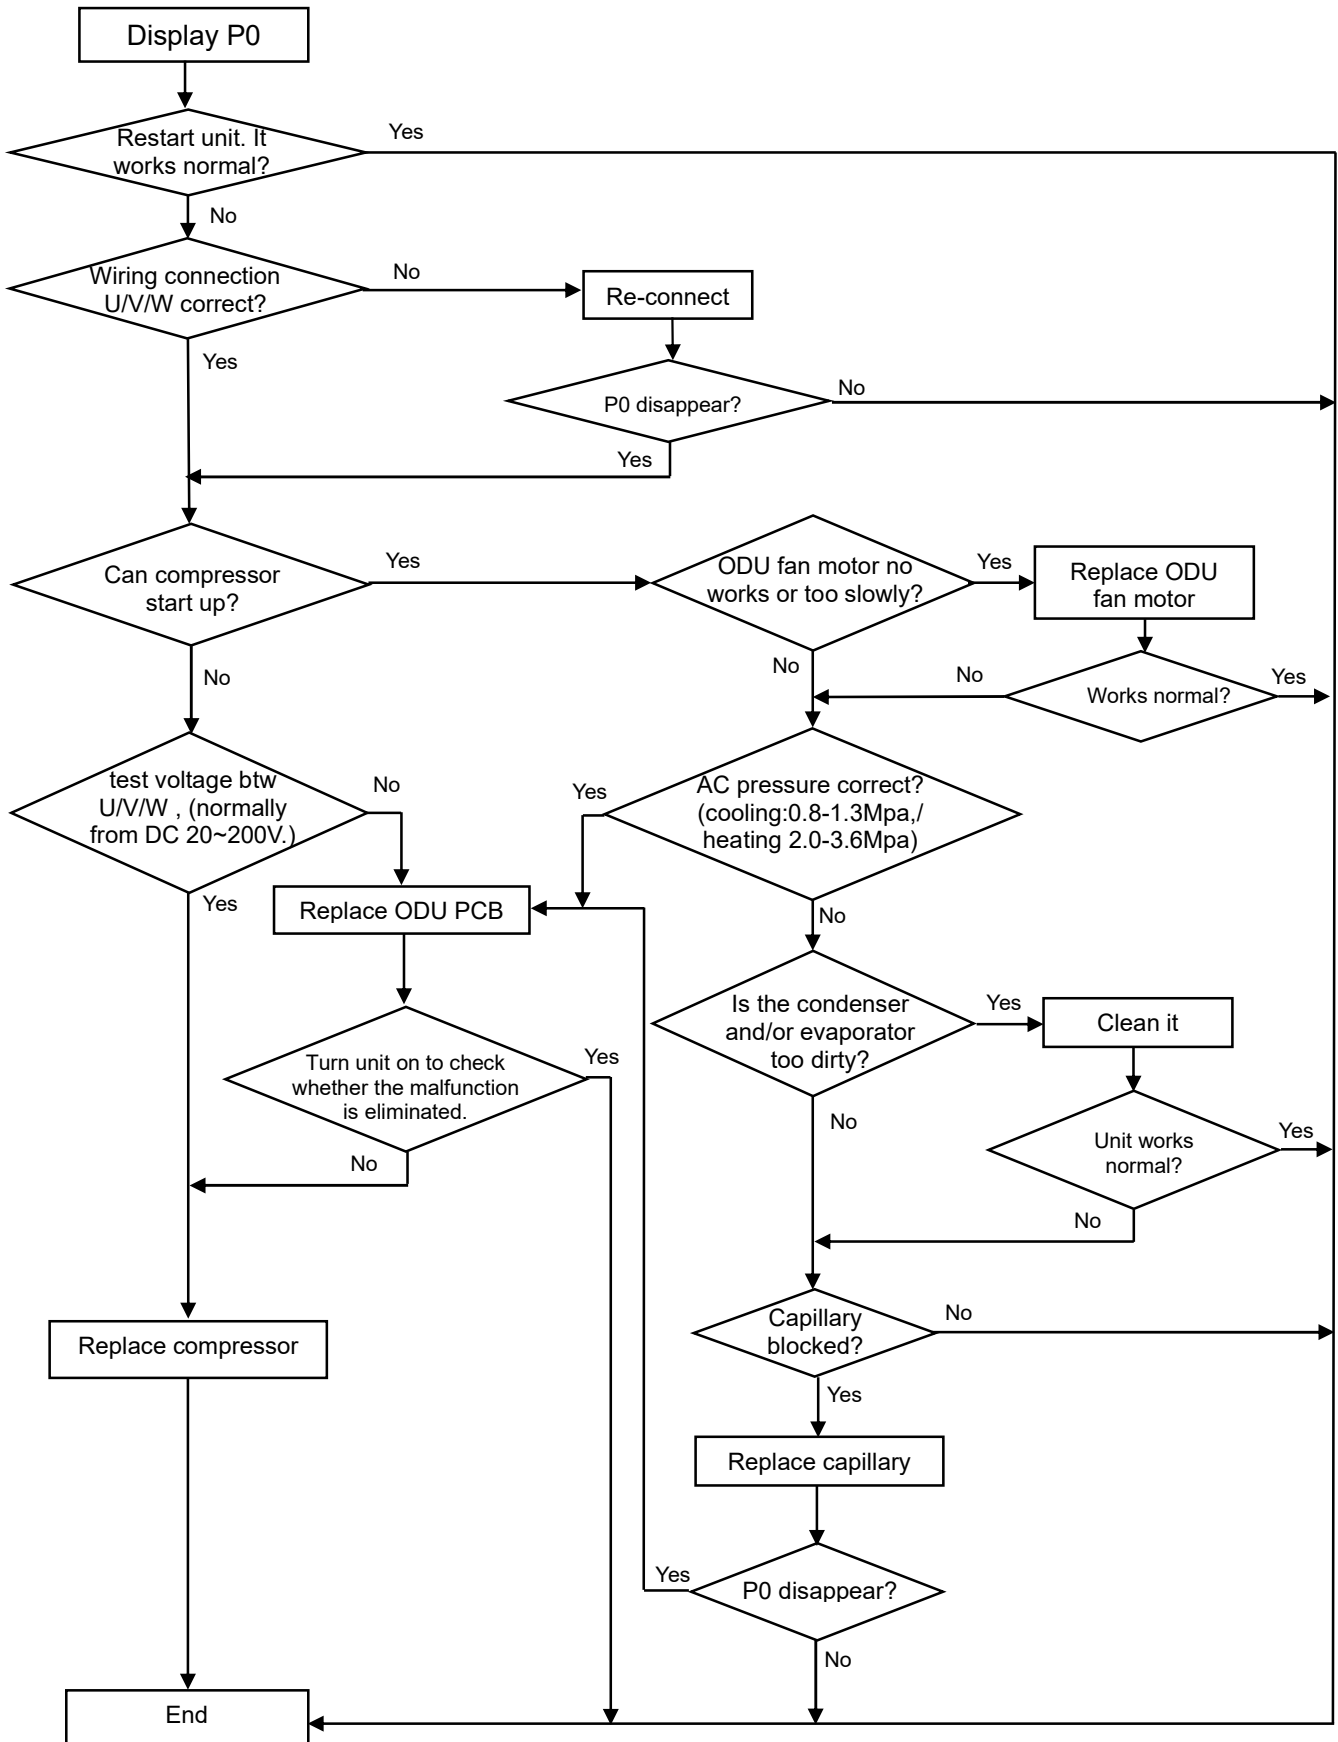 Display P0
Restart unit. It
works normal?
Yes
No
Wiring connection
U/V/W correct?
No
Re-connect
Yes
P0 disappear?
No
Yes
Can compressor
start up?
Yes
ODU fan motor no
works or too slowly?
Yes
Replace ODU
fan motor
No
No
No
Works normal?
Yes
test voltage btw
U/V/W , (normally
from DC 20~200V.)
No
Yes
AC pressure correct?
(cooling:0.8-1.3Mpa,/
heating 2.0-3.6Mpa)
Yes
Replace ODU PCB
No
Is the condenser
and/or evaporator
too dirty?
Yes
Clean it
Turn unit on to check
whether the malfunction
is eliminated.
Yes
No
Unit works
normal?
Yes
No
No
Capillary
blocked?
No
Replace compressor
Yes
Replace capillary
Yes
P0 disappear?
No
End